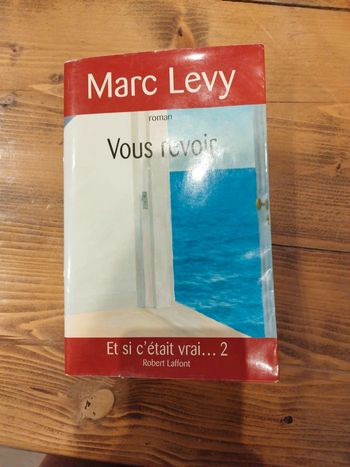 Marc Levy
roman
Vous revoir
Et si c'était vrai... 2
Robert Laffont